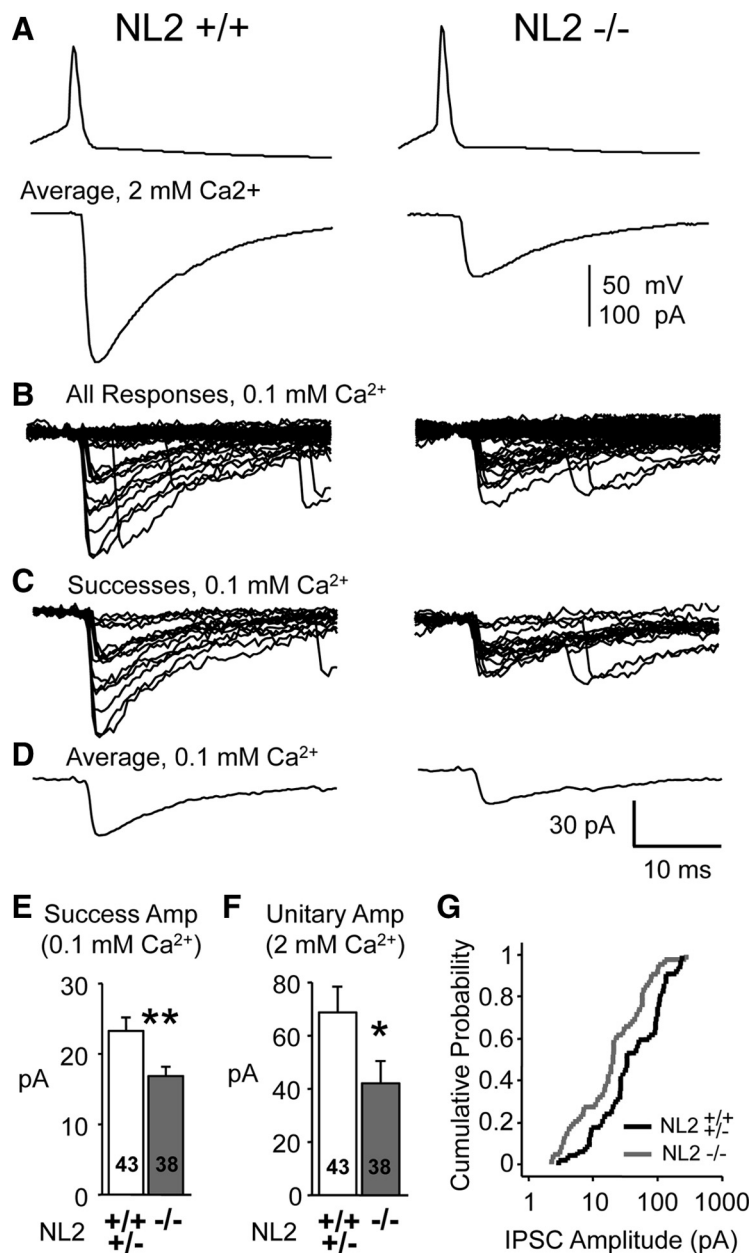 A
NL2 +/+
NL2 -/-
Average, 2 mM Ca2+
50 mV
100 pA
B
All Responses, 0.1 mM Ca²⁺
C
Successes, 0.1 mM Ca²⁺
D
Average, 0.1 mM Ca²⁺
30 pA
10 ms
E
Success Amp
(0.1 mM Ca²⁺)
30
20
10
0
pA
**
43
38
NL2
+/+
+/-
-/-
F
Unitary Amp
(2 mM Ca²⁺)
80
60
40
20
0
pA
*
43
38
NL2
+/+
+/-
-/-
G
Cumulative Probability
1
0.8
0.6
0.4
0.2
0
NL2 +/+
+/-
NL2 -/-
1
10
100
1000
IPSC Amplitude (pA)